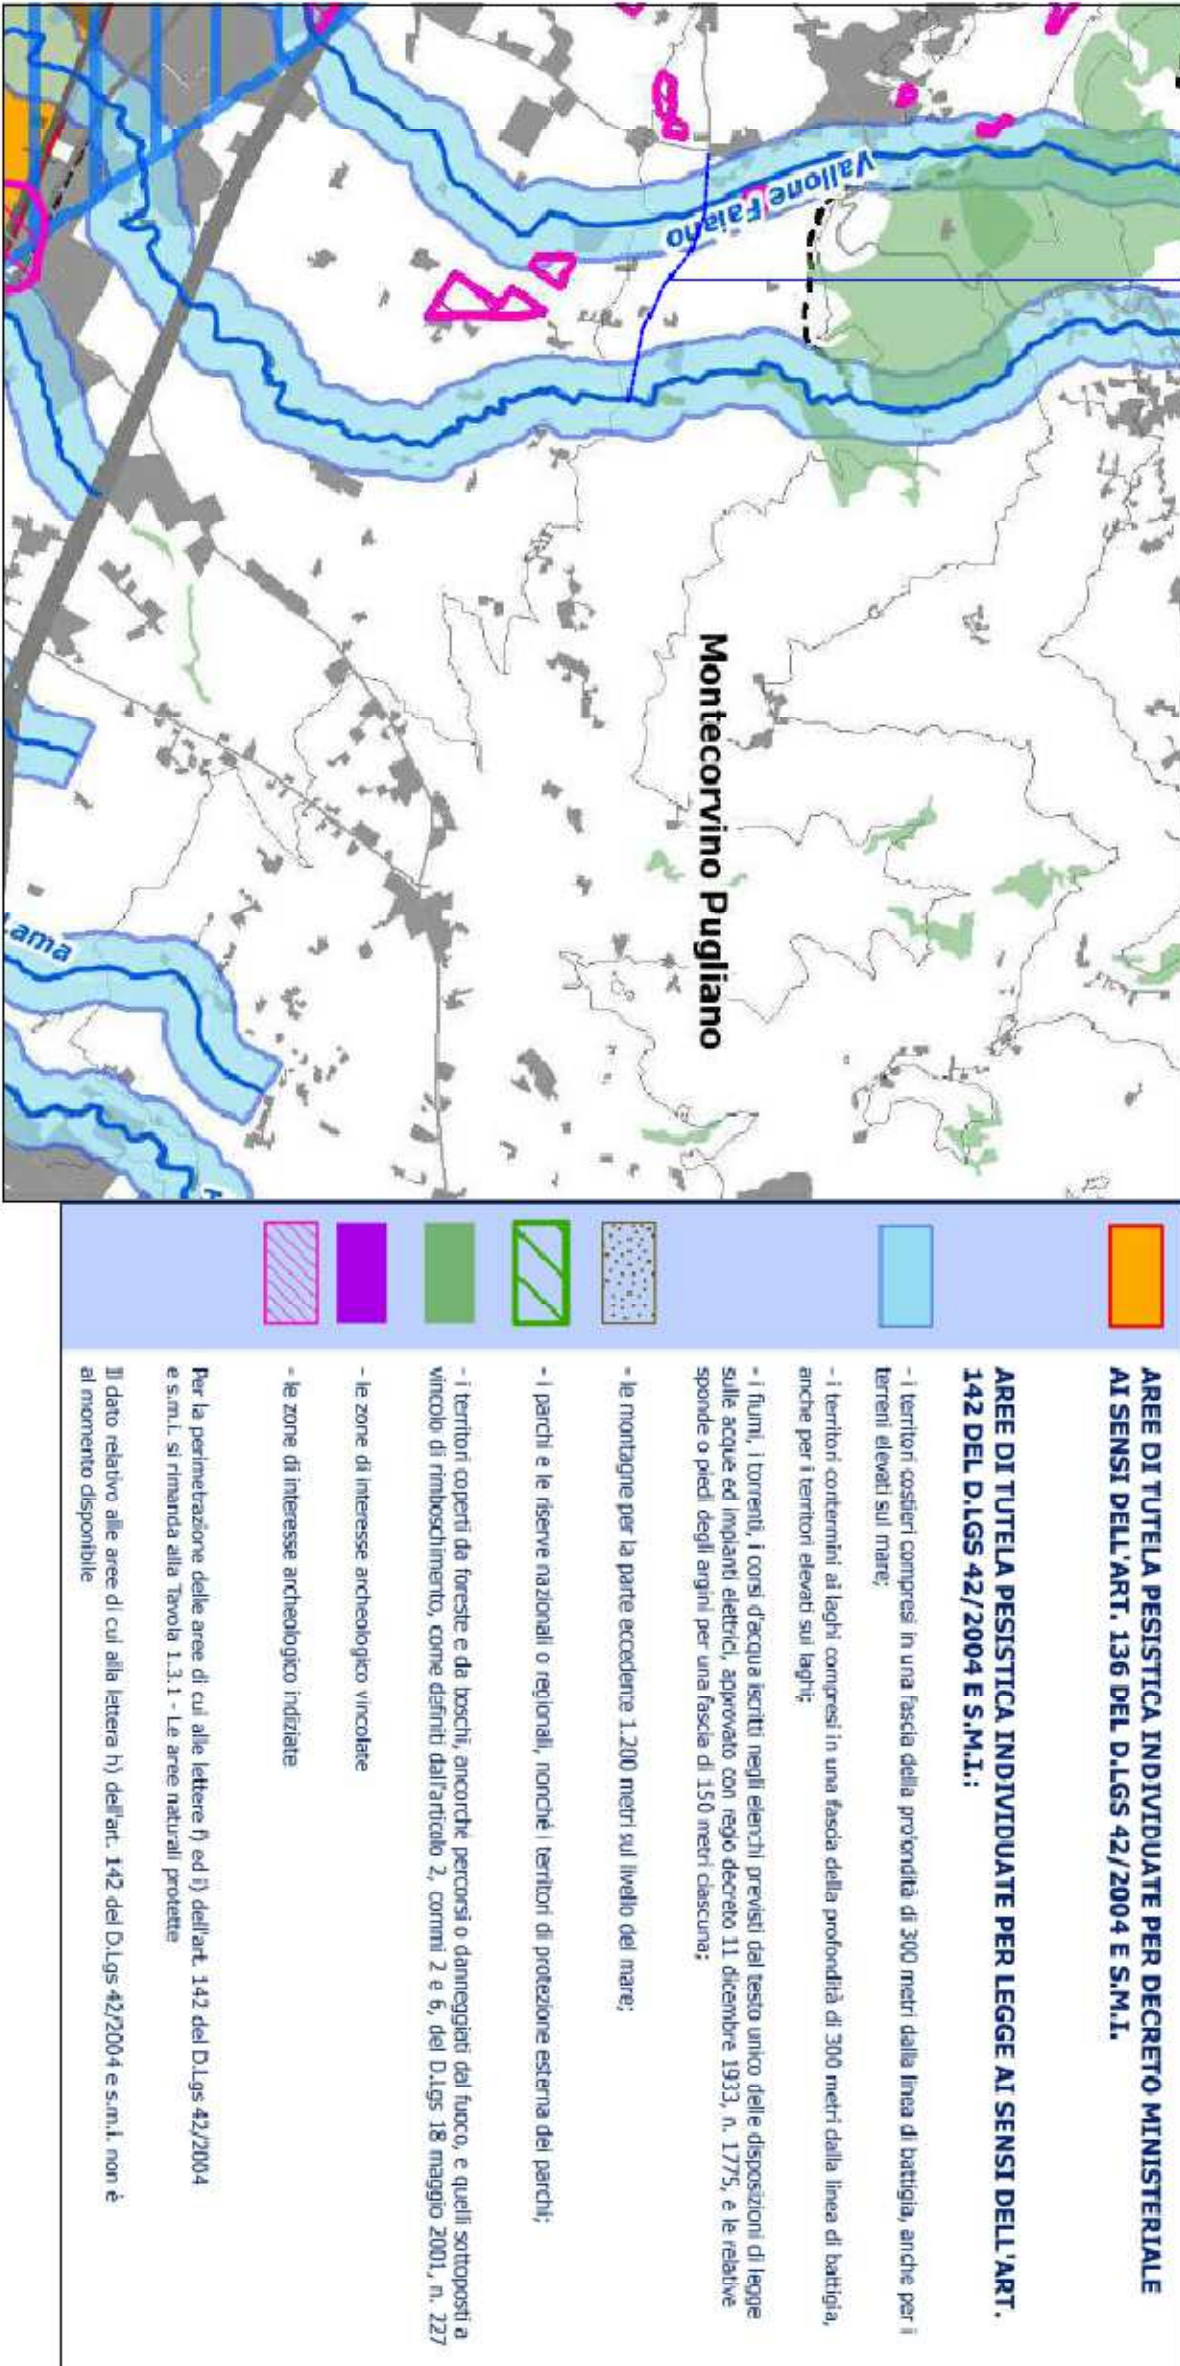 Vallone Faiano
Montecorvino Pugliano
Lama
AREE DI TUTELA PESISTICA INDIVIDUATE PER DECRETO MINISTERIALE
AI SENSI DELL'ART. 136 DEL D.LGS 42/2004 E S.M.I.
AREE DI TUTELA PESISTICA INDIVIDUATE PER LEGGE AI SENSI DELL'ART.
142 DEL D.LGS 42/2004 E S.M.I.:
- i territori costieri compresi in una fascia della profondità di 300 metri dalla linea di battigia, anche per i
terreni elevati sul mare;
- i territori contermini ai laghi compresi in una fascia della profondità di 300 metri dalla linea di battigia,
anche per i territori elevati sui laghi;
- i fiumi, i torrenti, i corsi d'acqua iscritti negli elenchi previsti dal testo unico delle disposizioni di legge
sulle acque ed impianti elettrici, approvato con regio decreto 11 dicembre 1933, n. 1775, e le relative
sponde o piedi degli argini per una fascia di 150 metri ciascuna;
- le montagne per la parte eccedente 1.200 metri sul livello del mare;
- i parchi e le riserve nazionali o regionali, nonché i territori di protezione esterna dei parchi;
- i territori coperti da foreste e da boschi, ancorché percorsi o danneggiati dal fuoco, e quelli sottoposti a
vincolo di rimboschimento, come definiti dall'articolo 2, commi 2 e 6, del D.Lgs 18 maggio 2001, n. 227
- le zone di interesse archeologico vincolate
- le zone di interesse archeologico indiziate
Per la perimetrazione delle aree di cui alle lettere f) ed i) dell'art. 142 del D.Lgs 42/2004
e s.m.i. si rimanda alla Tavola 1.3.1 - Le aree naturali protette
Il dato relativo alle aree di cui alla lettera h) dell'art. 142 del D.Lgs 42/2004 e s.m.i. non è
al momento disponibile